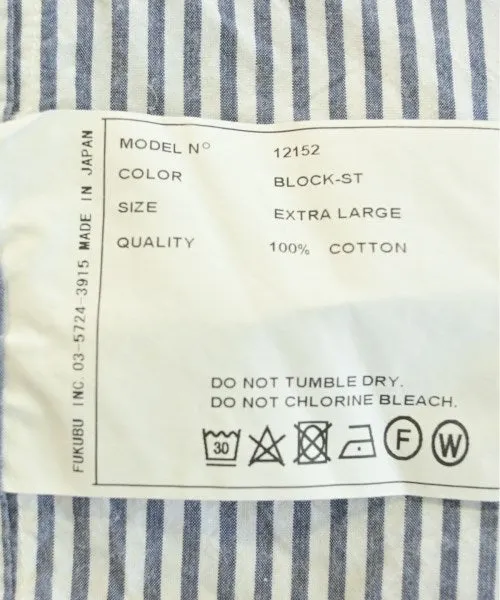 MODEL N° 12152
COLOR BLOCK-ST
SIZE EXTRA LARGE
QUALITY 100% COTTON
DO NOT TUMBLE DRY.
DO NOT CHLORINE BLEACH.
30 F W
FUKUBU INC. 03-5724-3915 MADE IN JAPAN